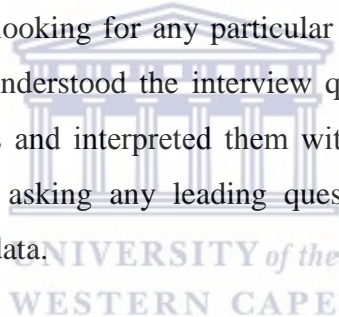 looking for any particular
nderstood the interview q
and interpreted them wit
asking any leading ques
data.
UNIVERSITY of the
WESTERN CAPE